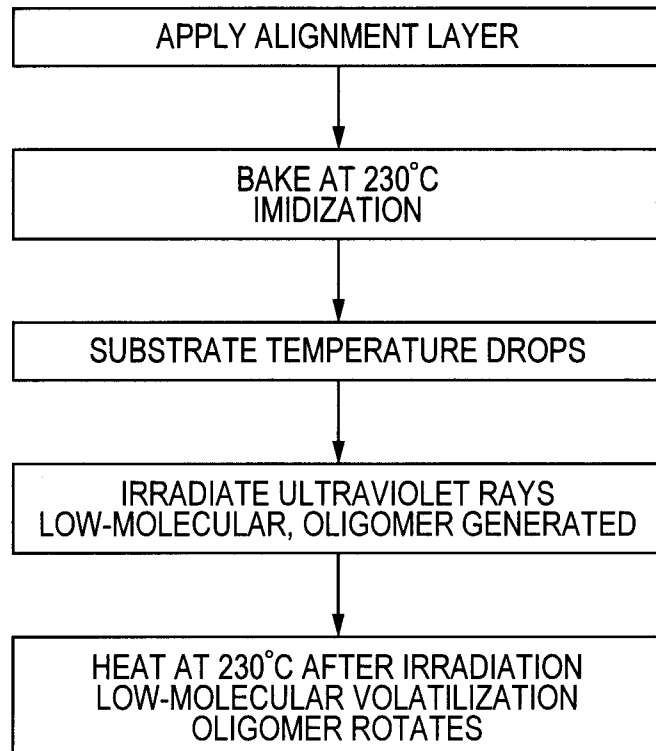 APPLY ALIGNMENT LAYER
BAKE AT 230°C
IMIDIZATION
SUBSTRATE TEMPERATURE DROPS
IRRADIATE ULTRAVIOLET RAYS
LOW-MOLECULAR, OLIGOMER GENERATED
HEAT AT 230°C AFTER IRRADIATION
LOW-MOLECULAR VOLATILIZATION
OLIGOMER ROTATES